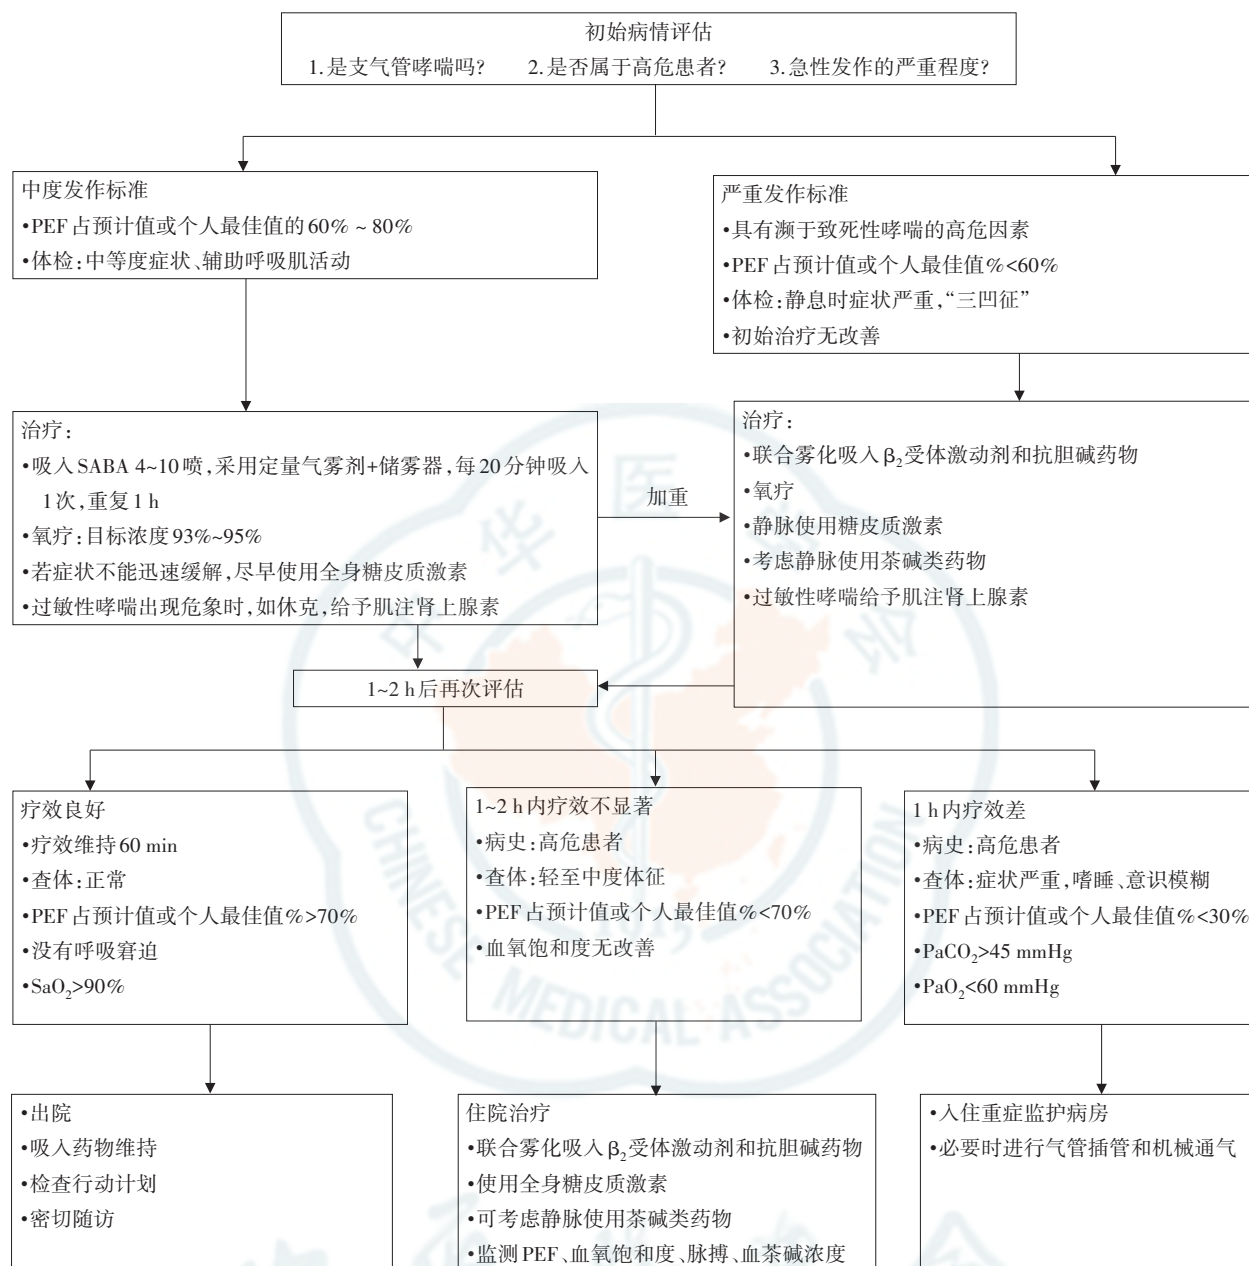 初始病情评估
1.是支气管哮喘吗? 2.是否属于高危患者? 3.急性发作的严重程度?
中度发作标准
•PEF占预计值或个人最佳值的60% ~ 80%
•体检:中等度症状、辅助呼吸肌活动
严重发作标准
•具有濒于致死性哮喘的高危因素
•PEF占预计值或个人最佳值%<60%
•体检:静息时症状严重,“三凹征”
•初始治疗无改善
治疗:
•吸入SABA 4~10喷,采用定量气雾剂+储雾器,每20分钟吸入
1次,重复1 h
•氧疗:目标浓度93%~95%
•若症状不能迅速缓解,尽早使用全身糖皮质激素
•过敏性哮喘出现危象时,如休克,给予肌注肾上腺素
加重
治疗:
•联合雾化吸入β₂受体激动剂和抗胆碱药物
•氧疗
•静脉使用糖皮质激素
•考虑静脉使用茶碱类药物
•过敏性哮喘给予肌注肾上腺素
1~2 h后再次评估
疗效良好
•疗效维持60 min
•查体:正常
•PEF占预计值或个人最佳值%>70%
•没有呼吸窘迫
•SaO₂>90%
1~2 h内疗效不显著
•病史:高危患者
•查体:轻至中度体征
•PEF占预计值或个人最佳值%<70%
•血氧饱和度无改善
1 h内疗效差
•病史:高危患者
•查体:症状严重,嗜睡、意识模糊
•PEF占预计值或个人最佳值%<30%
•PaCO₂>45 mmHg
•PaO₂<60 mmHg
•出院
•吸入药物维持
•检查行动计划
•密切随访
住院治疗
•联合雾化吸入β₂受体激动剂和抗胆碱药物
•使用全身糖皮质激素
•可考虑静脉使用茶碱类药物
•监测PEF、血氧饱和度、脉搏、血茶碱浓度
•入住重症监护病房
•必要时进行气管插管和机械通气
中华医学会
CHINESE MEDICAL ASSOCIATION
1915